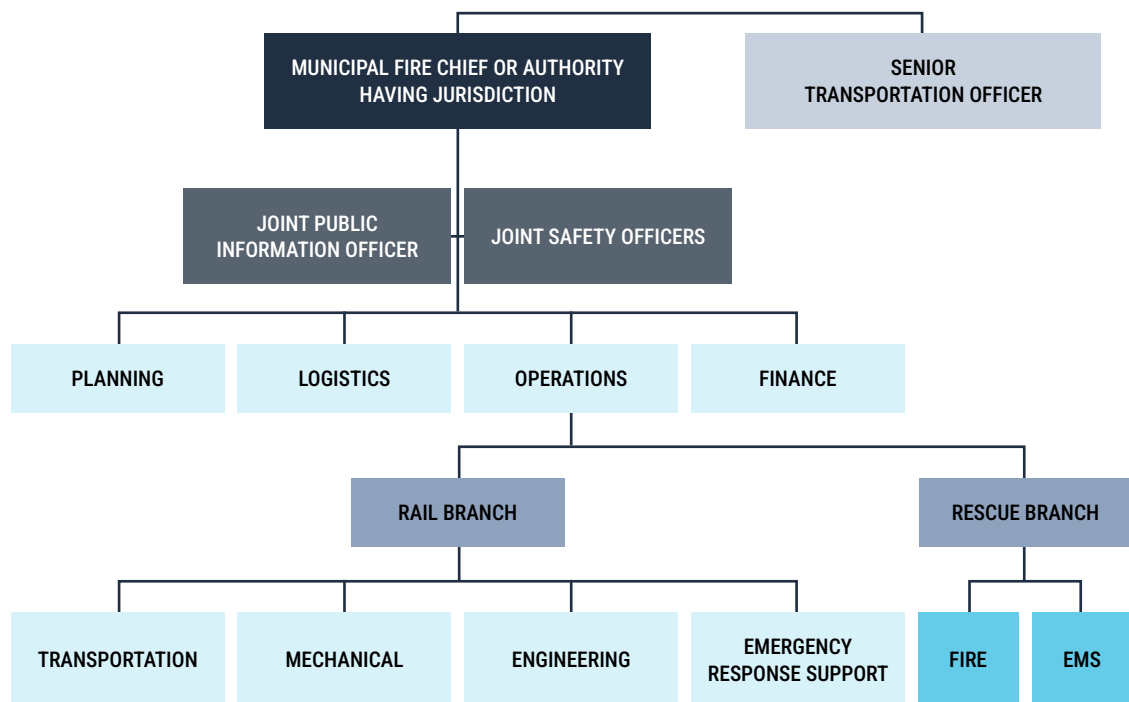 MUNICIPAL FIRE CHIEF OR AUTHORITY
HAVING JURISDICTION
SENIOR
TRANSPORTATION OFFICER
JOINT PUBLIC
INFORMATION OFFICER
JOINT SAFETY OFFICERS
PLANNING
LOGISTICS
OPERATIONS
FINANCE
RAIL BRANCH
RESCUE BRANCH
TRANSPORTATION
MECHANICAL
ENGINEERING
EMERGENCY
RESPONSE SUPPORT
FIRE
EMS